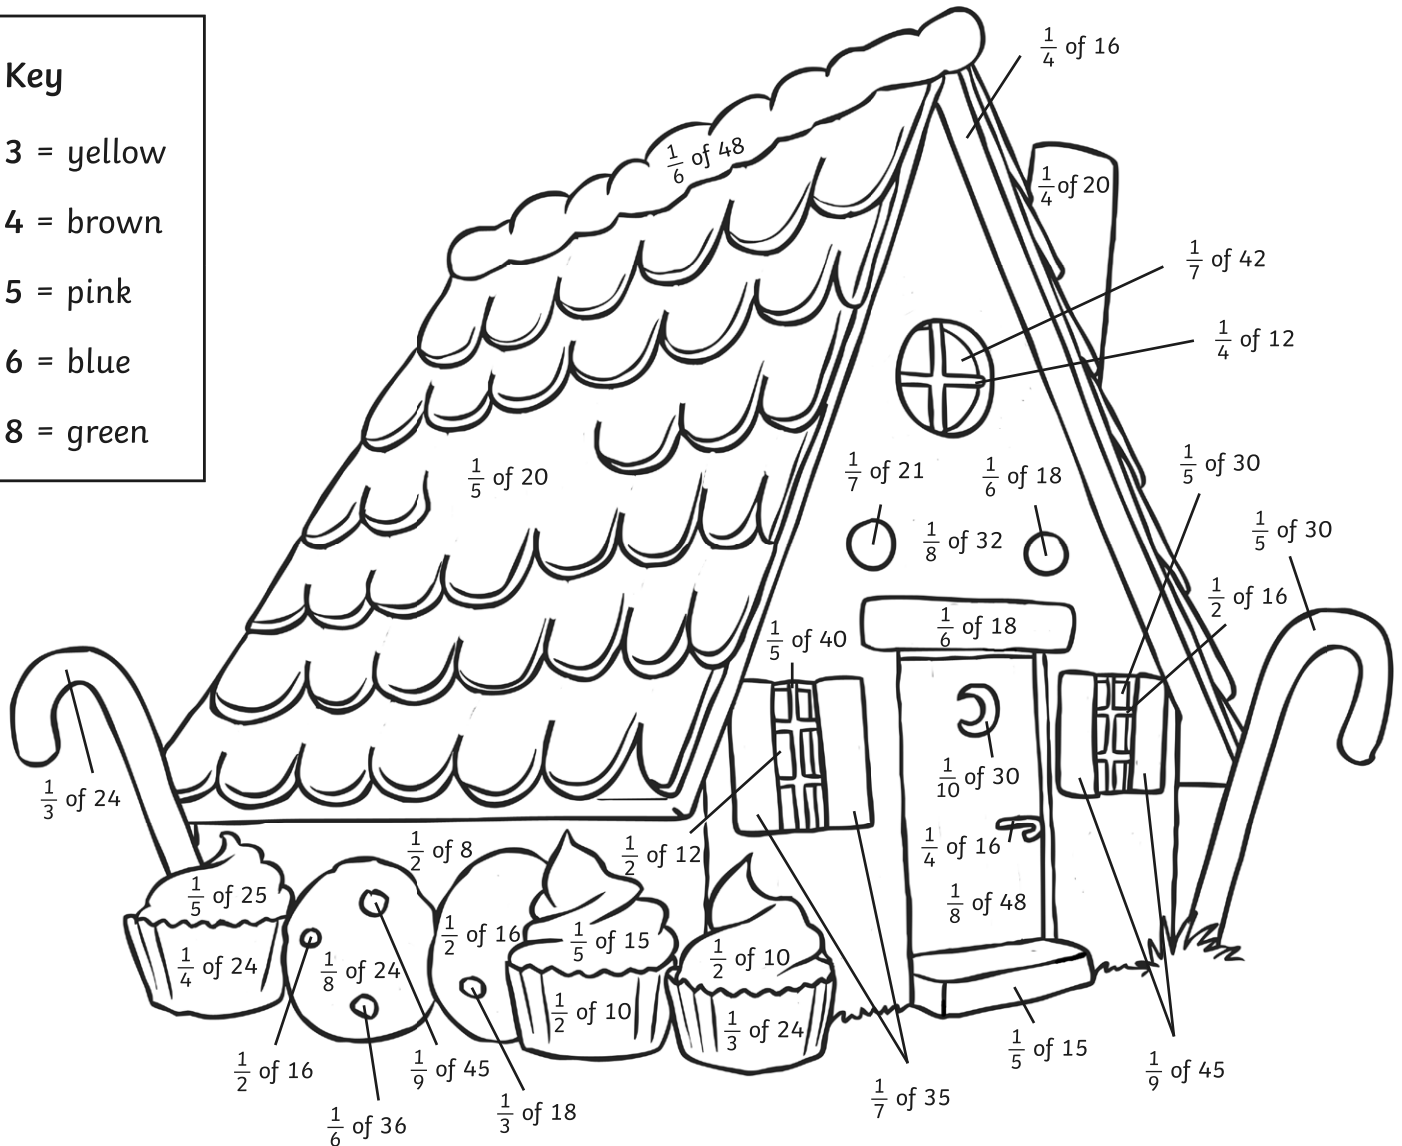 Key
3 = yellow
4 = brown
5 = pink
6 = blue
8 = green
1/4 of 16
1/6 of 48
1/4 of 20
1/7 of 42
1/4 of 12
1/5 of 20
1/7 of 21
1/6 of 18
1/5 of 30
1/8 of 32
1/5 of 30
1/2 of 16
1/5 of 40
1/6 of 18
1/3 of 24
1/10 of 30
1/2 of 8
1/2 of 12
1/4 of 16
1/5 of 25
1/8 of 48
1/2 of 16
1/5 of 15
1/4 of 24
1/8 of 24
1/2 of 10
1/2 of 10
1/3 of 24
1/5 of 15
1/2 of 16
1/9 of 45
1/9 of 45
1/6 of 36
1/3 of 18
1/7 of 35